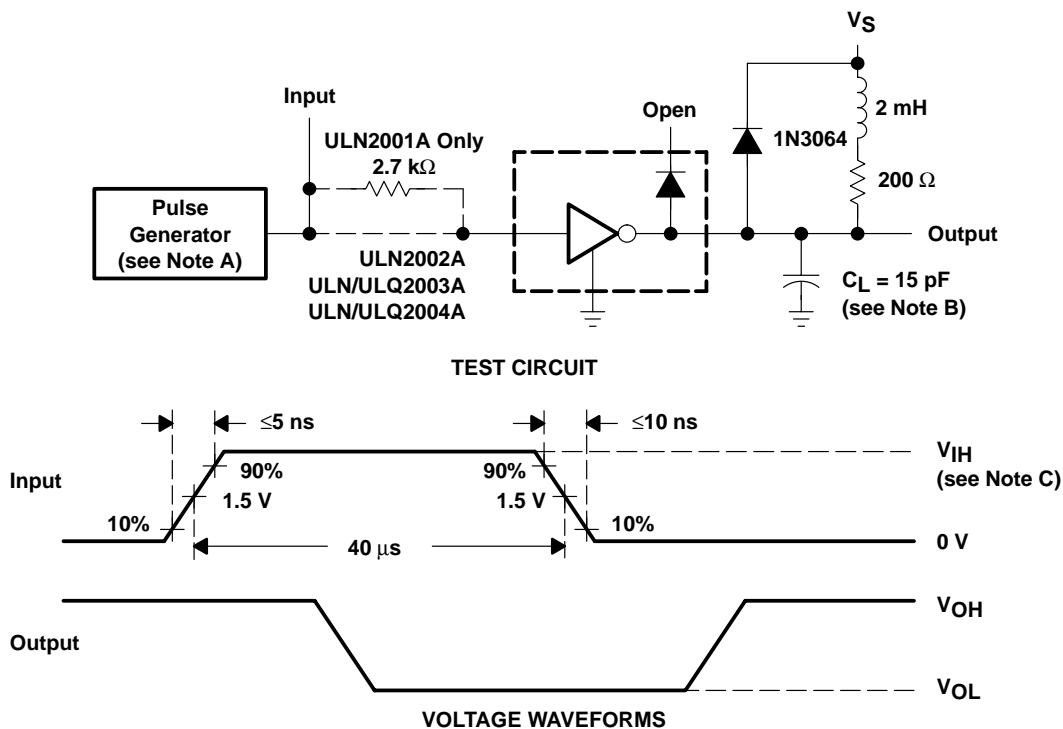 VS
Input
Open
2 mH
ULN2001A Only
1N3064
2.7 kΩ
200 Ω
Pulse
Generator
(see Note A)
Output
ULN2002A
ULN/ULQ2003A
ULN/ULQ2004A
CL = 15 pF
(see Note B)
TEST CIRCUIT
≤5 ns
≤10 ns
VIH
(see Note C)
Input
90%
90%
1.5 V
1.5 V
10%
10%
40 μs
0 V
VOH
Output
VOL
VOLTAGE WAVEFORMS